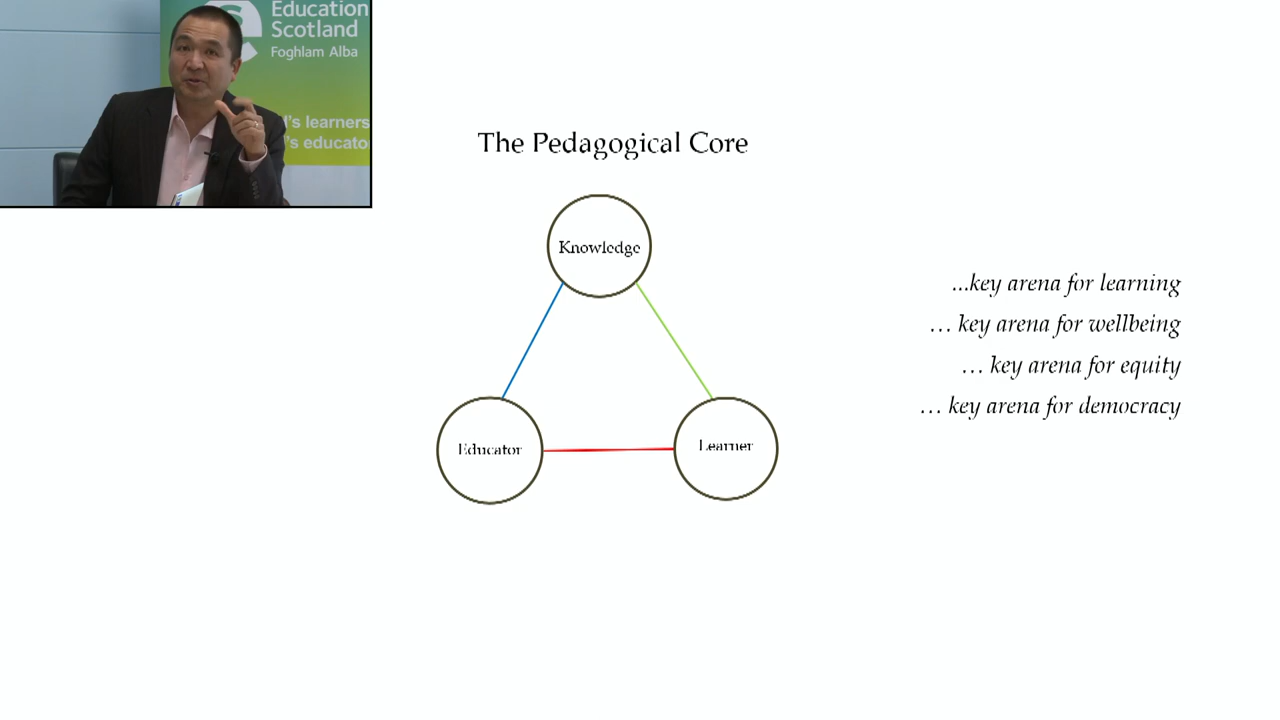 Education
Scotland
Foghlam Alba
's learners
's educato
The Pedagogical Core
Knowledge
Educator
Learner
...key arena for learning
... key arena for wellbeing
... key arena for equity
... key arena for democracy